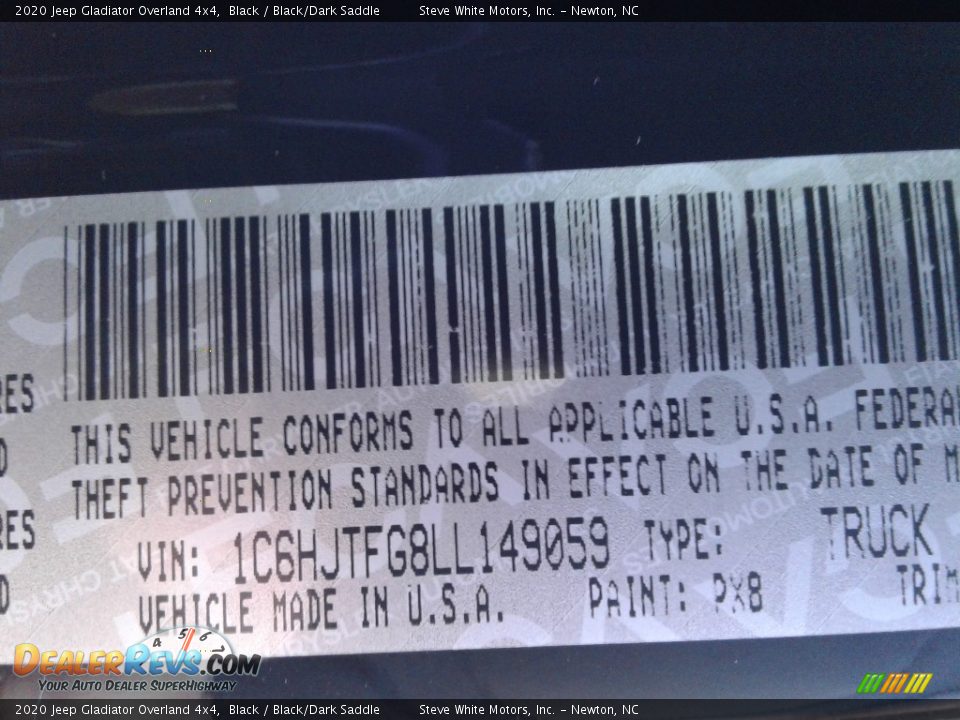 2020 Jeep Gladiator Overland 4x4, Black / Black/Dark Saddle Steve White Motors, Inc. – Newton, NC
THIS VEHICLE CONFORMS TO ALL APPLICABLE U.S.A. FEDERA
THEFT PREVENTION STANDARDS IN EFFECT ON THE DATE OF M
VIN: 1C6HJTFG8LL149059 TYPE: TRUCK
VEHICLE MADE IN U.S.A. PAINT: PX8 TRIM
4 5 6
DEALERREVS.COM
YOUR AUTO DEALER SUPERHIGHWAY
2020 Jeep Gladiator Overland 4x4, Black / Black/Dark Saddle Steve White Motors, Inc. – Newton, NC